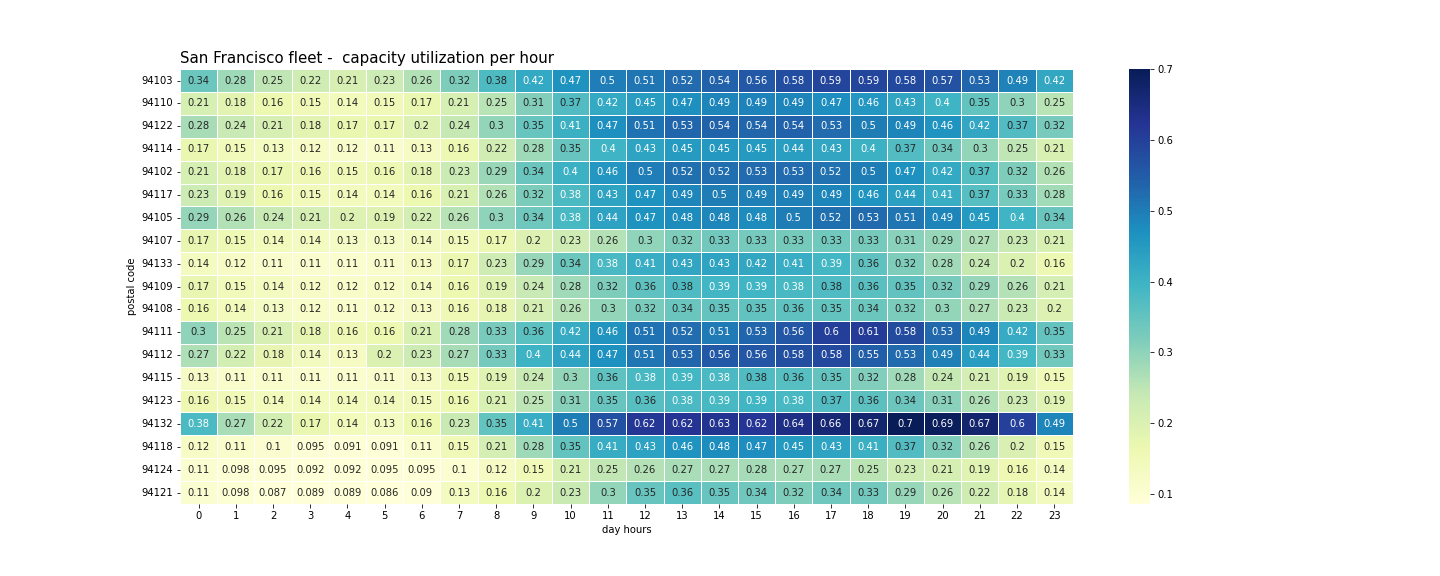 San Francisco fleet -  capacity utilization per hour
postal code
94103 0.34 0.28 0.25 0.22 0.21 0.23 0.26 0.32 0.38 0.42 0.47 0.5 0.51 0.52 0.54 0.56 0.58 0.59 0.59 0.58 0.57 0.53 0.49 0.42
94110 0.21 0.18 0.16 0.15 0.14 0.15 0.17 0.21 0.25 0.31 0.37 0.42 0.45 0.47 0.49 0.49 0.49 0.47 0.46 0.43 0.4 0.35 0.3 0.25
94122 0.28 0.24 0.21 0.18 0.17 0.17 0.2 0.24 0.3 0.35 0.41 0.47 0.51 0.53 0.54 0.54 0.54 0.53 0.5 0.49 0.46 0.42 0.37 0.32
94114 0.17 0.15 0.13 0.12 0.12 0.11 0.13 0.16 0.22 0.28 0.35 0.4 0.43 0.45 0.45 0.45 0.44 0.43 0.4 0.37 0.34 0.3 0.25 0.21
94102 0.21 0.18 0.17 0.16 0.15 0.16 0.18 0.23 0.29 0.34 0.4 0.46 0.5 0.52 0.52 0.53 0.53 0.52 0.5 0.47 0.42 0.37 0.32 0.26
94117 0.23 0.19 0.16 0.15 0.14 0.14 0.16 0.21 0.26 0.32 0.38 0.43 0.47 0.49 0.5 0.49 0.49 0.49 0.46 0.44 0.41 0.37 0.33 0.28
94105 0.29 0.26 0.24 0.21 0.2 0.19 0.22 0.26 0.3 0.34 0.38 0.44 0.47 0.48 0.48 0.48 0.5 0.52 0.53 0.51 0.49 0.45 0.4 0.34
94107 0.17 0.15 0.14 0.14 0.13 0.13 0.14 0.15 0.17 0.2 0.23 0.26 0.3 0.32 0.33 0.33 0.33 0.33 0.33 0.31 0.29 0.27 0.23 0.21
94133 0.14 0.12 0.11 0.11 0.11 0.11 0.13 0.17 0.23 0.29 0.34 0.38 0.41 0.43 0.43 0.42 0.41 0.39 0.36 0.32 0.28 0.24 0.2 0.16
94109 0.17 0.15 0.14 0.12 0.12 0.12 0.14 0.16 0.19 0.24 0.28 0.32 0.36 0.38 0.39 0.39 0.38 0.38 0.36 0.35 0.32 0.29 0.26 0.21
94108 0.16 0.14 0.13 0.12 0.11 0.12 0.13 0.16 0.18 0.21 0.26 0.3 0.32 0.34 0.35 0.35 0.36 0.35 0.34 0.32 0.3 0.27 0.23 0.2
94111 0.3 0.25 0.21 0.18 0.16 0.16 0.21 0.28 0.33 0.36 0.42 0.46 0.51 0.52 0.51 0.53 0.56 0.6 0.61 0.58 0.53 0.49 0.42 0.35
94112 0.27 0.22 0.18 0.14 0.13 0.2 0.23 0.27 0.33 0.4 0.44 0.47 0.51 0.53 0.56 0.56 0.58 0.58 0.55 0.53 0.49 0.44 0.39 0.33
94115 0.13 0.11 0.11 0.11 0.11 0.11 0.13 0.15 0.19 0.24 0.3 0.36 0.38 0.39 0.38 0.38 0.36 0.35 0.32 0.28 0.24 0.21 0.19 0.15
94123 0.16 0.15 0.14 0.14 0.14 0.14 0.15 0.16 0.21 0.25 0.31 0.35 0.36 0.38 0.39 0.39 0.38 0.37 0.36 0.34 0.29 0.26 0.23 0.19
94132 0.38 0.27 0.22 0.17 0.14 0.13 0.16 0.23 0.35 0.41 0.5 0.57 0.62 0.62 0.63 0.62 0.64 0.66 0.67 0.7 0.69 0.67 0.6 0.49
94118 0.12 0.11 0.1 0.095 0.091 0.091 0.11 0.15 0.21 0.28 0.35 0.41 0.43 0.46 0.48 0.47 0.45 0.43 0.41 0.37 0.32 0.26 0.2 0.15
94124 0.11 0.098 0.095 0.092 0.092 0.095 0.095 0.1 0.12 0.15 0.21 0.25 0.26 0.27 0.27 0.28 0.27 0.27 0.25 0.23 0.21 0.19 0.16 0.14
94121 0.11 0.098 0.087 0.089 0.089 0.086 0.09 0.13 0.16 0.2 0.23 0.3 0.35 0.36 0.35 0.34 0.32 0.34 0.33 0.29 0.26 0.22 0.18 0.14
0 1 2 3 4 5 6 7 8 9 10 11 12 13 14 15 16 17 18 19 20 21 22 23
day hours
0.7
0.6
0.5
0.4
0.3
0.2
0.1